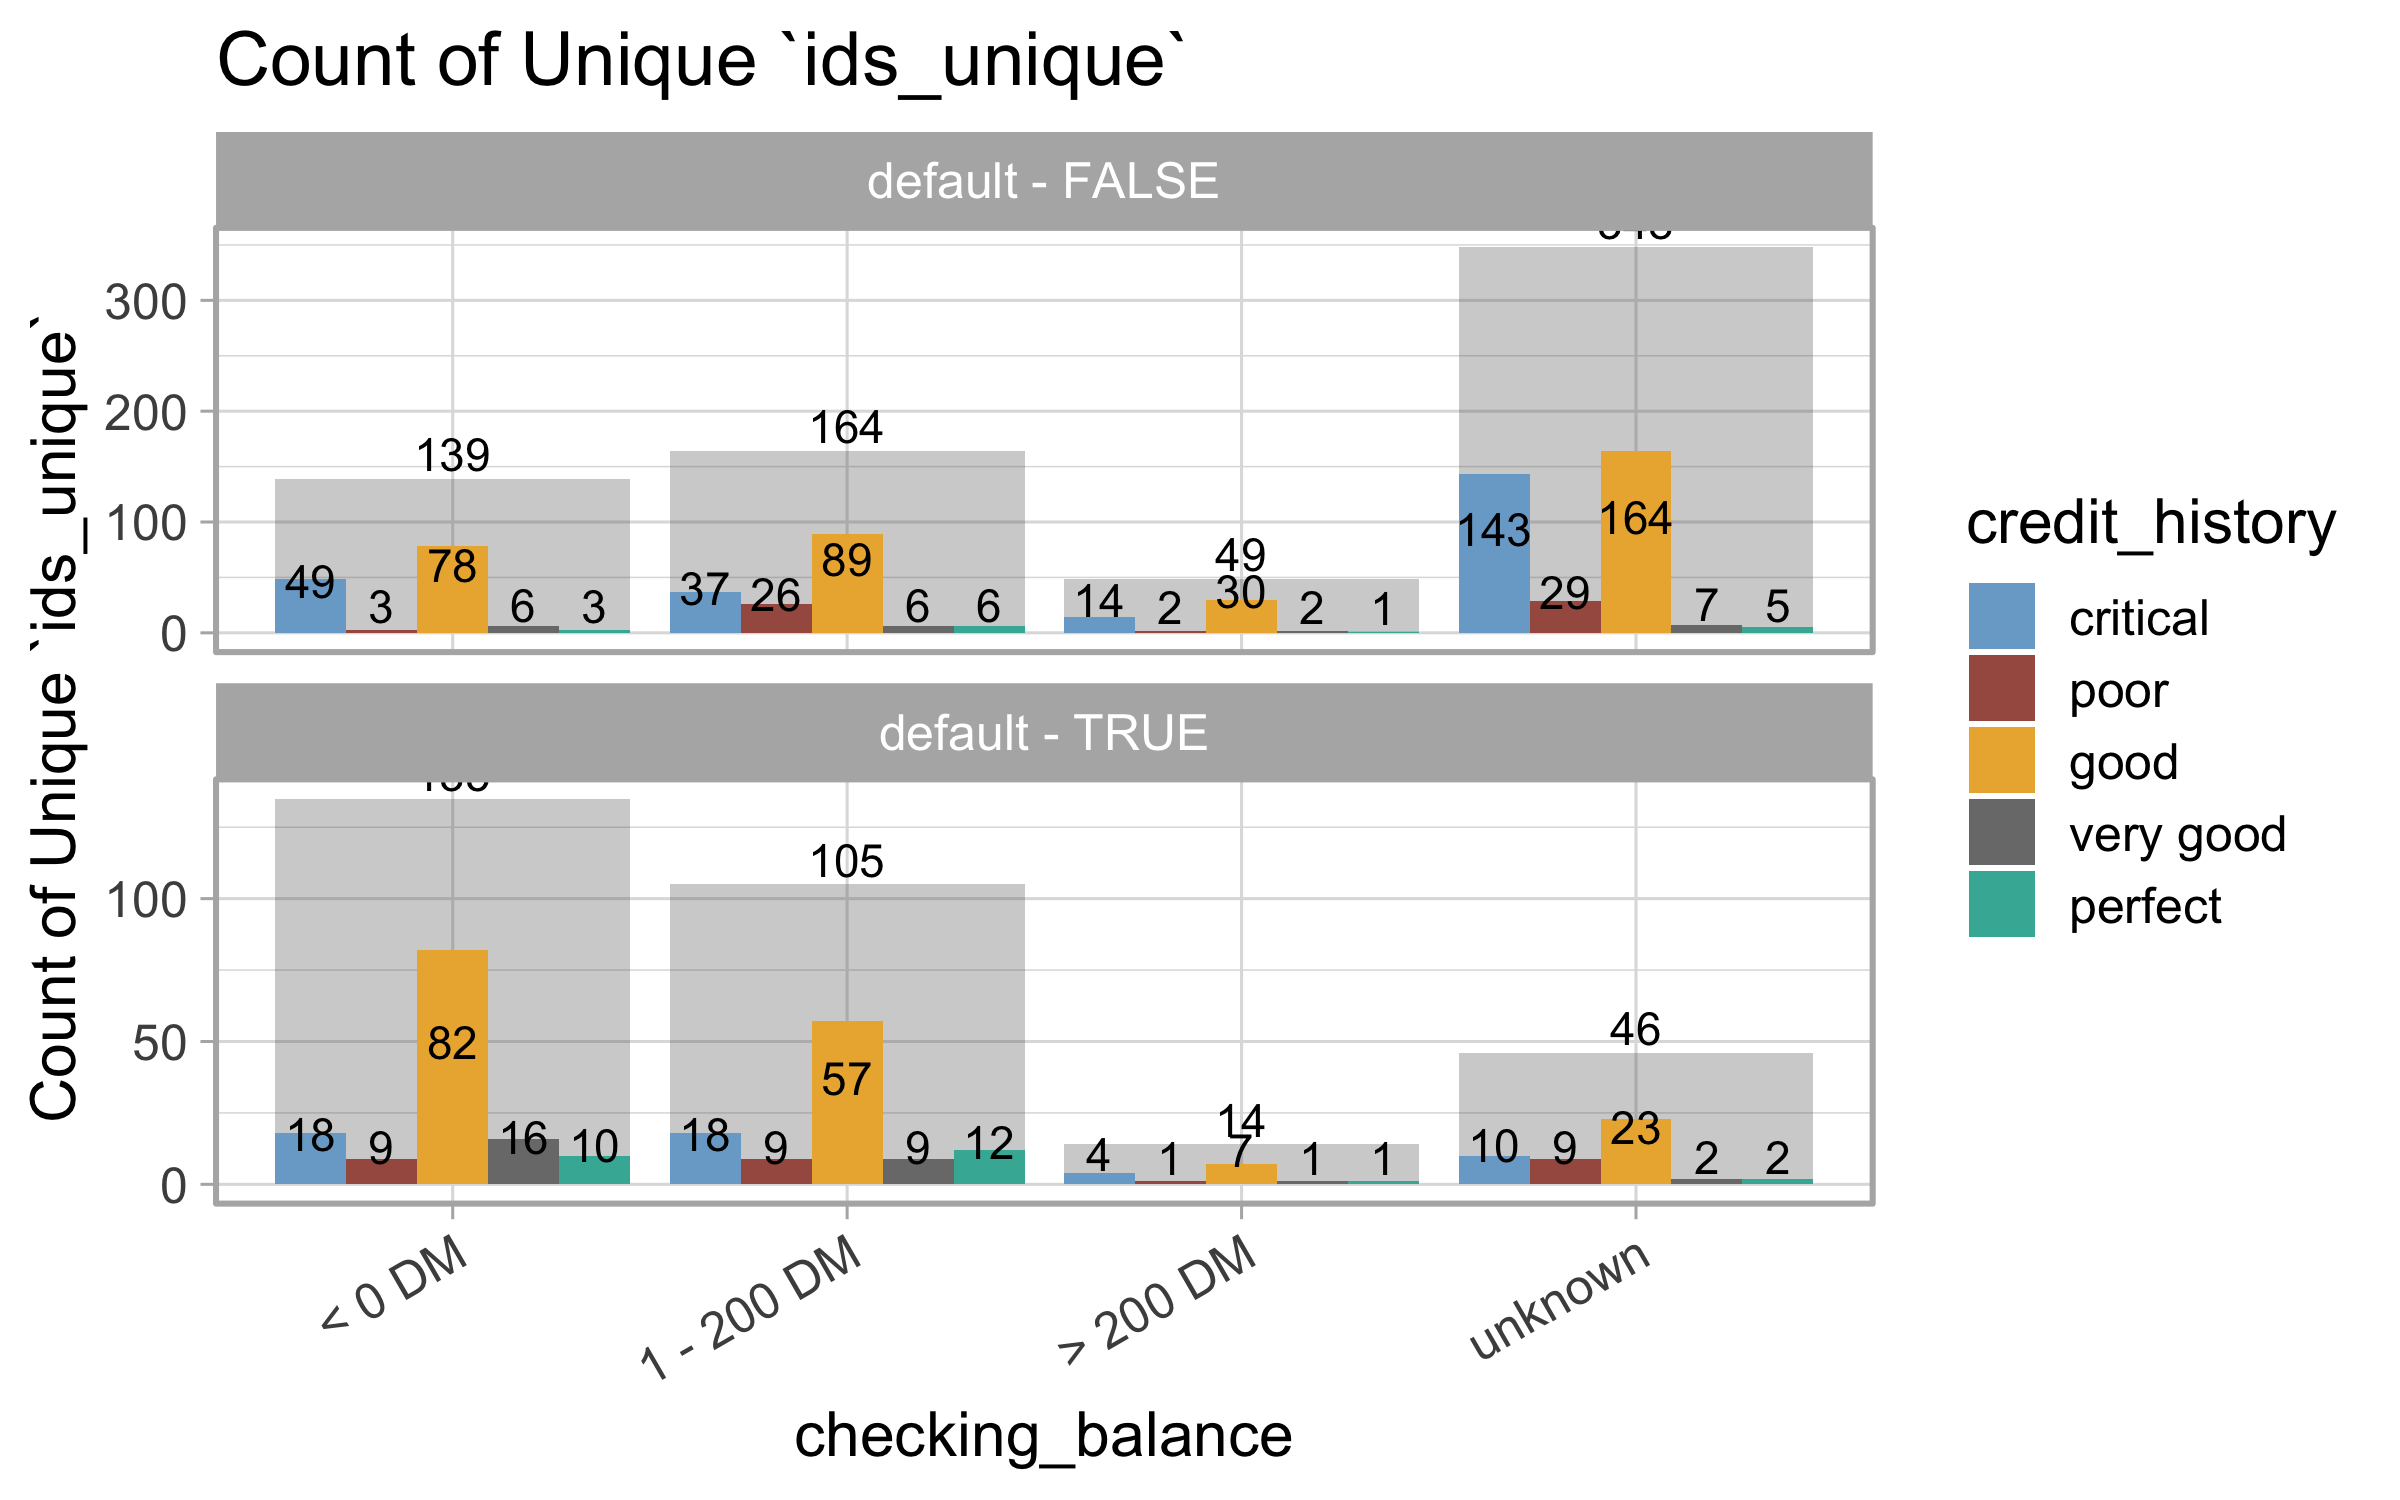 Count of Unique `ids_unique`
default - FALSE
Count of Unique `ids_unique`
300
200
100
0
139
164
49
49 3 78 6 3
37 26 89 6 6
14 2 30 2 1
143 29 164 7 5
default - TRUE
100
50
0
105
14
46
18 9 82 16 10
18 9 57 9 12
4 1 7 1 1
10 9 23 2 2
< 0 DM
1 - 200 DM
> 200 DM
unknown
checking_balance
credit_history
critical
poor
good
very good
perfect